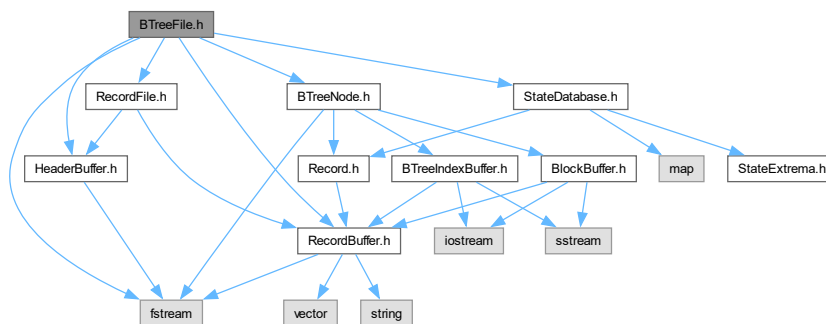 BTreeFile.h
RecordFile.h
BTreeNode.h
StateDatabase.h
HeaderBuffer.h
Record.h
BTreeIndexBuffer.h
BlockBuffer.h
map
StateExtrema.h
RecordBuffer.h
iostream
sstream
fstream
vector
string